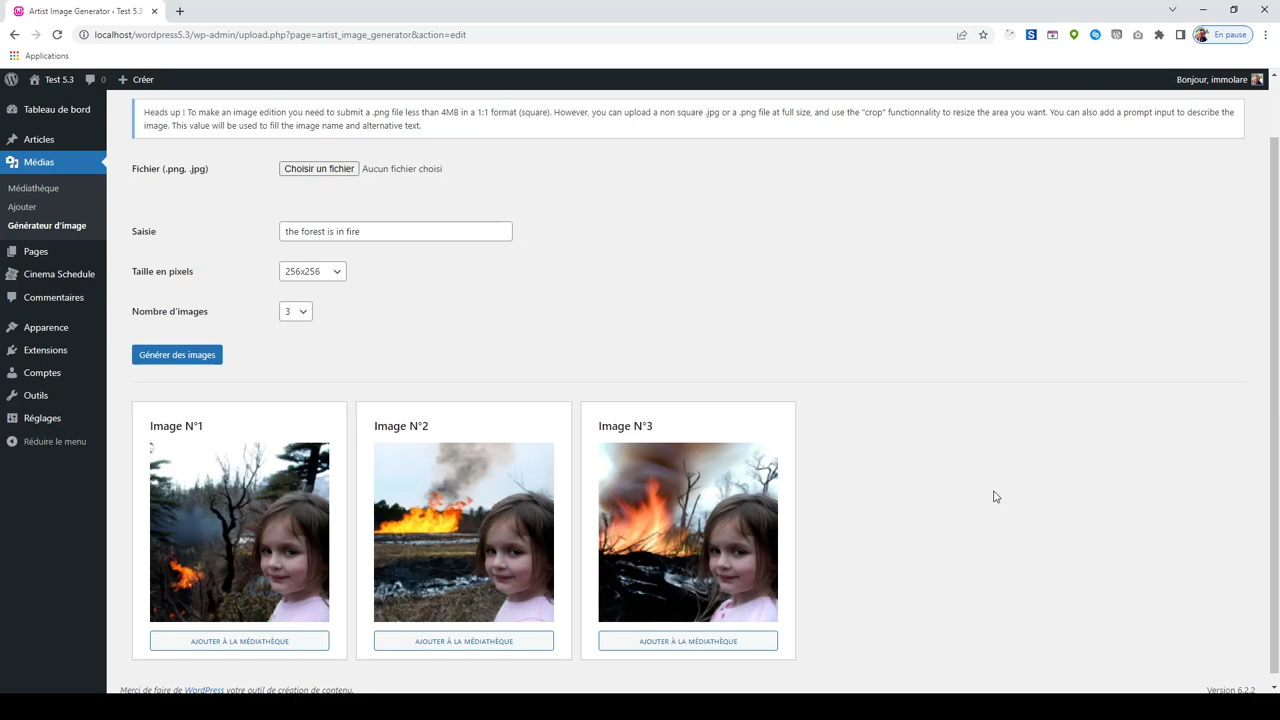 Artist Image Generator ‹ Test 5.3
localhost/wordpress5.3/wp-admin/upload.php?page=artist_image_generator&action=edit
En pause
Applications
Test 5.3
0
Créer
Bonjour, immolare
Tableau de bord
Articles
Médias
Médiathèque
Ajouter
Générateur d'image
Pages
Cinema Schedule
Commentaires
Apparence
Extensions
Comptes
Outils
Réglages
Réduire le menu
Heads up ! To make an image edition you need to submit a .png file less than 4MB in a 1:1 format (square). However, you can upload a non square .jpg or a .png file at full size, and use the "crop" functionnality to resize the area you want. You can also add a prompt input to describe the
image. This value will be used to fill the image name and alternative text.
Fichier (.png, .jpg)
Choisir un fichier Aucun fichier choisi
Saisie
the forest is in fire
Taille en pixels
256x256
Nombre d'images
3
Générer des images
Image N°1
Image N°2
Image N°3
AJOUTER À LA MÉDIATHÈQUE
AJOUTER À LA MÉDIATHÈQUE
AJOUTER À LA MÉDIATHÈQUE
Merci de faire de WordPress votre outil de création de contenu.
Version 6.2.2